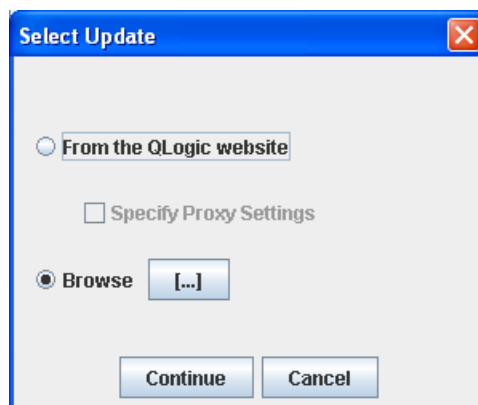 Select Update
From the QLogic website
Specify Proxy Settings
Browse [...]
Continue Cancel